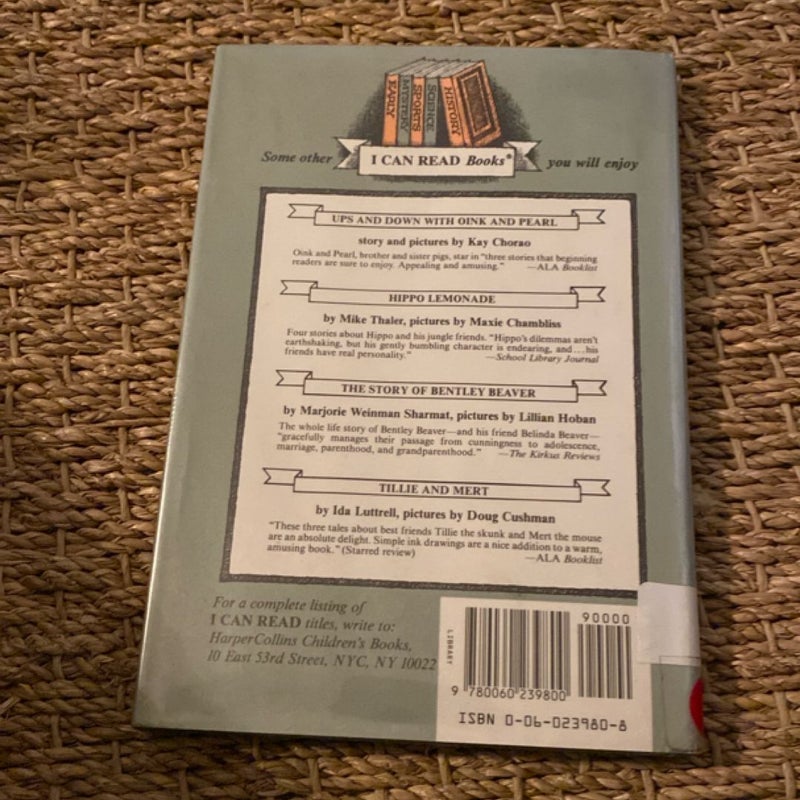 EARLY
MYSTERY
SPORTS
SCIENCE
HISTORY
Some other I CAN READ Books* you will enjoy
UPS AND DOWN WITH OINK AND PEARL
story and pictures by Kay Chorao
Oink and Pearl, brother and sister pigs, star in "three stories that beginning
readers are sure to enjoy. Appealing and amusing." —ALA Booklist
HIPPO LEMONADE
by Mike Thaler, pictures by Maxie Chambliss
Four stories about Hippo and his jungle friends. "Hippo's dilemmas aren't
earthshaking, but his gently bumbling character is endearing, and...his
friends have real personality." —School Library Journal
THE STORY OF BENTLEY BEAVER
by Marjorie Weinman Sharmat, pictures by Lillian Hoban
The whole life story of Bentley Beaver—and his friend Belinda Beaver—
"gracefully manages their passage from cunningness to adolescence,
marriage, parenthood, and grandparenthood." —The Kirkus Reviews
TILLIE AND MERT
by Ida Luttrell, pictures by Doug Cushman
"These three tales about best friends Tillie the skunk and Mert the mouse
are an absolute delight. Simple ink drawings are a nice addition to a warm,
amusing book." (Starred review) —ALA Booklist
For a complete listing of
I CAN READ titles, write to:
HarperCollins Children's Books,
10 East 53rd Street, NYC, NY 10022
LIBRARY
90000
9 780060 239800
ISBN 0-06-023980-8